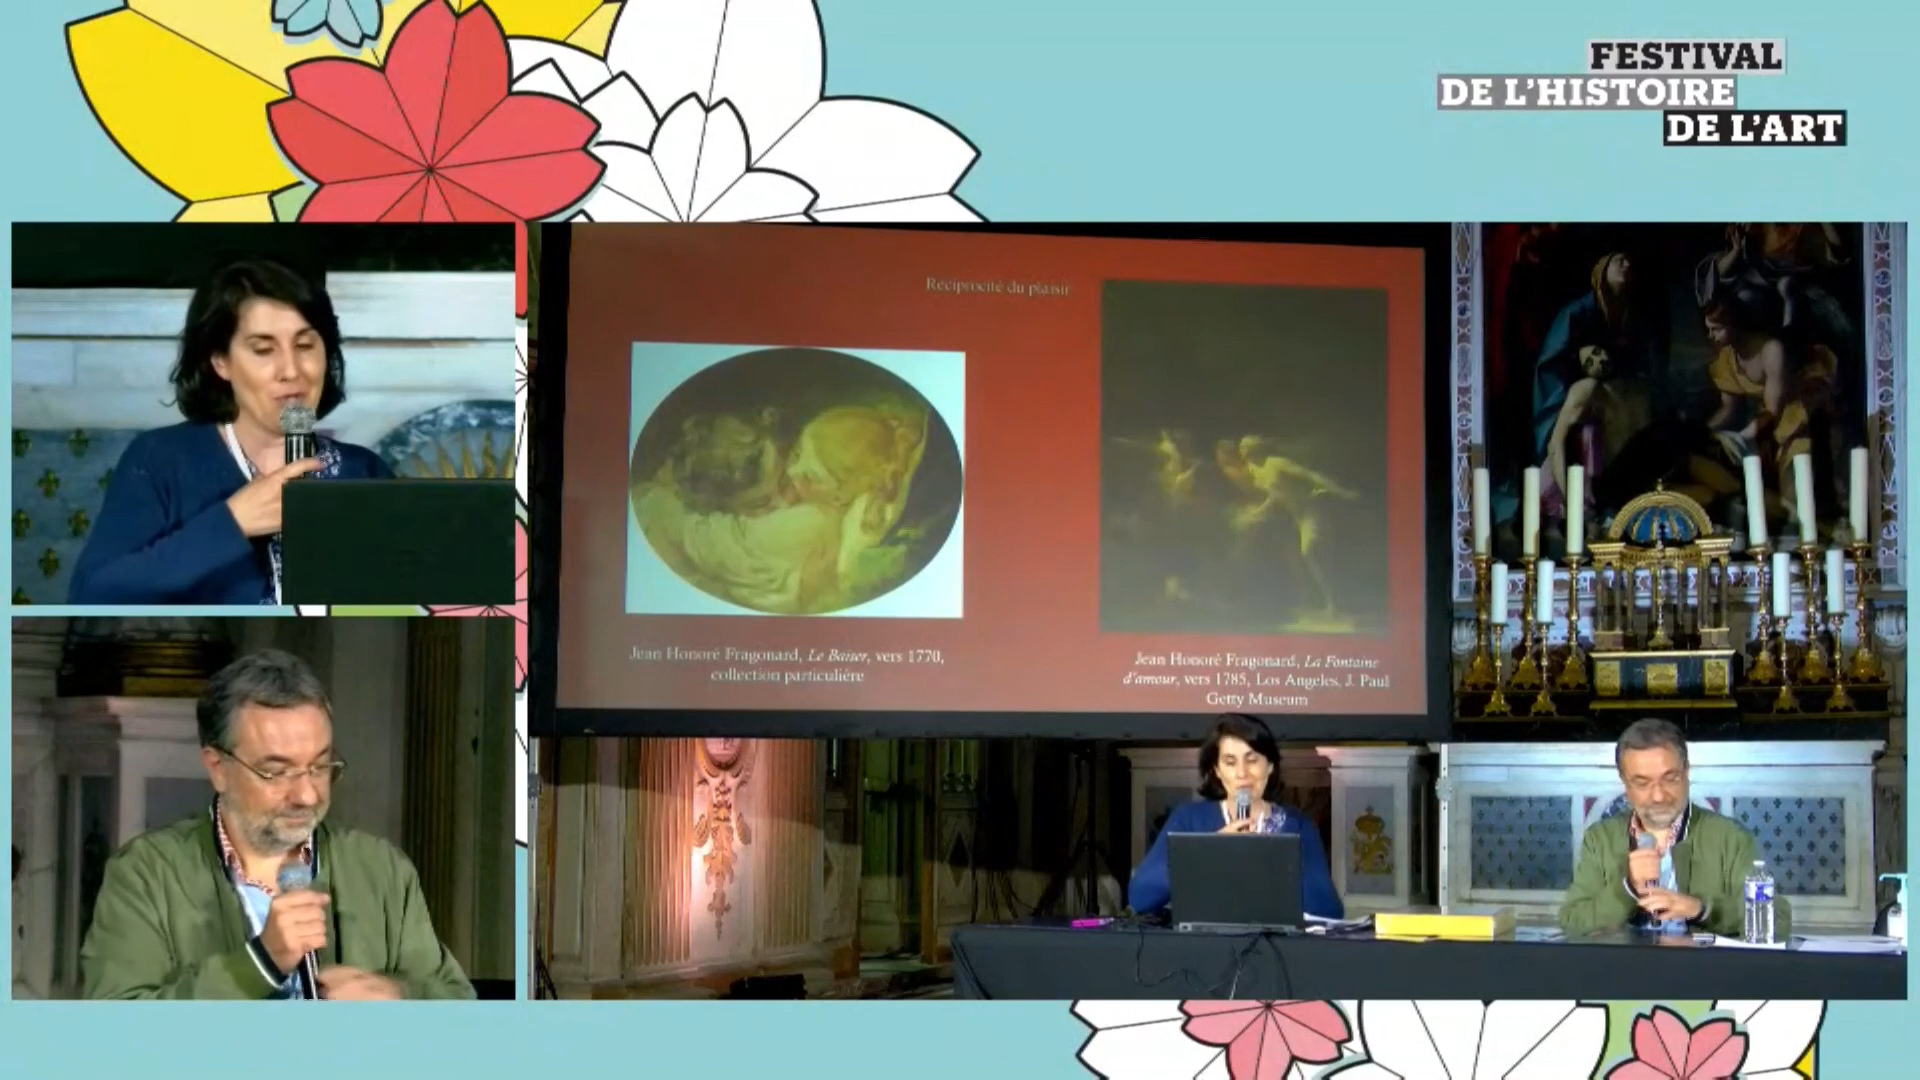 FESTIVAL
DE L'HISTOIRE
DE L'ART
Réciprocité du plaisir
Jean Honoré Fragonard, Le Baiser, vers 1770,
collection particulière
Jean Honoré Fragonard, La Fontaine
d'amour, vers 1785, Los Angeles, J. Paul
Getty Museum